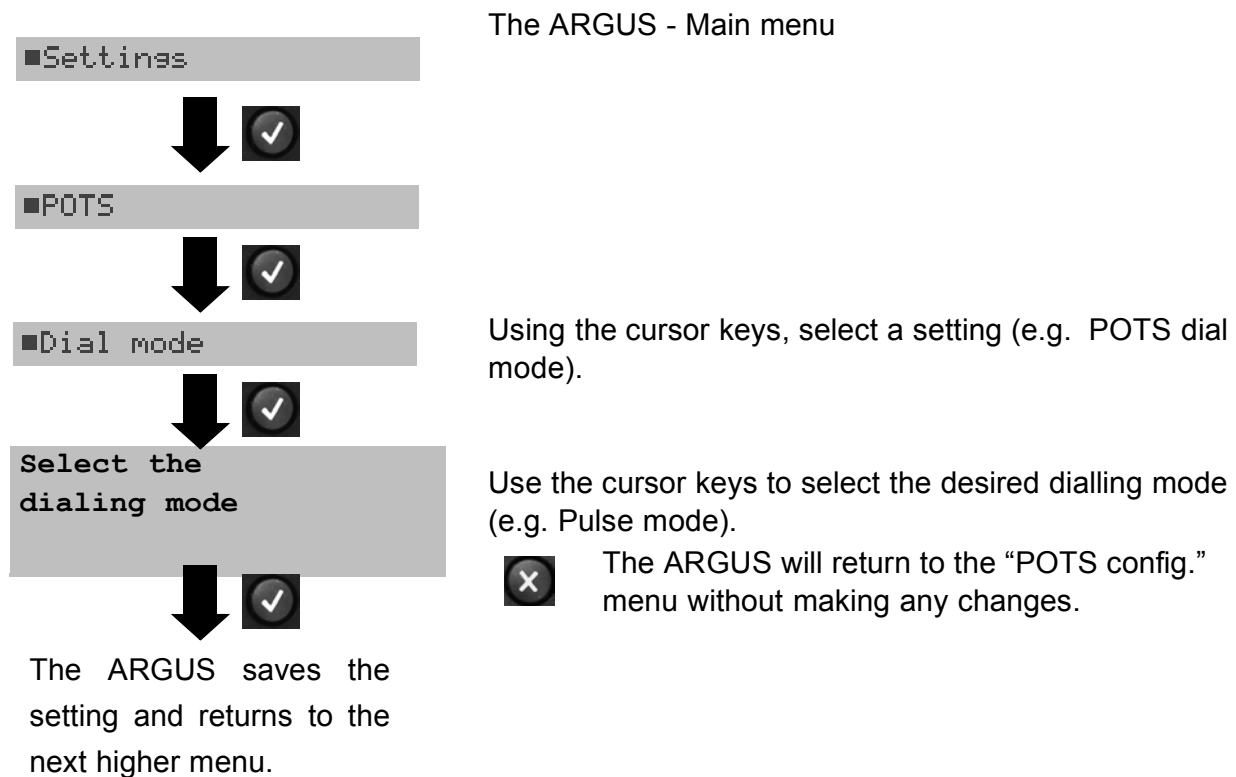 The ARGUS - Main menu
■Settings
■POTS
■Dial mode
Using the cursor keys, select a setting (e.g. POTS dial
mode).
Select the
dialing mode
Use the cursor keys to select the desired dialling mode
(e.g. Pulse mode).
The ARGUS will return to the “POTS config.”
menu without making any changes.
The ARGUS saves the
setting and returns to the
next higher menu.